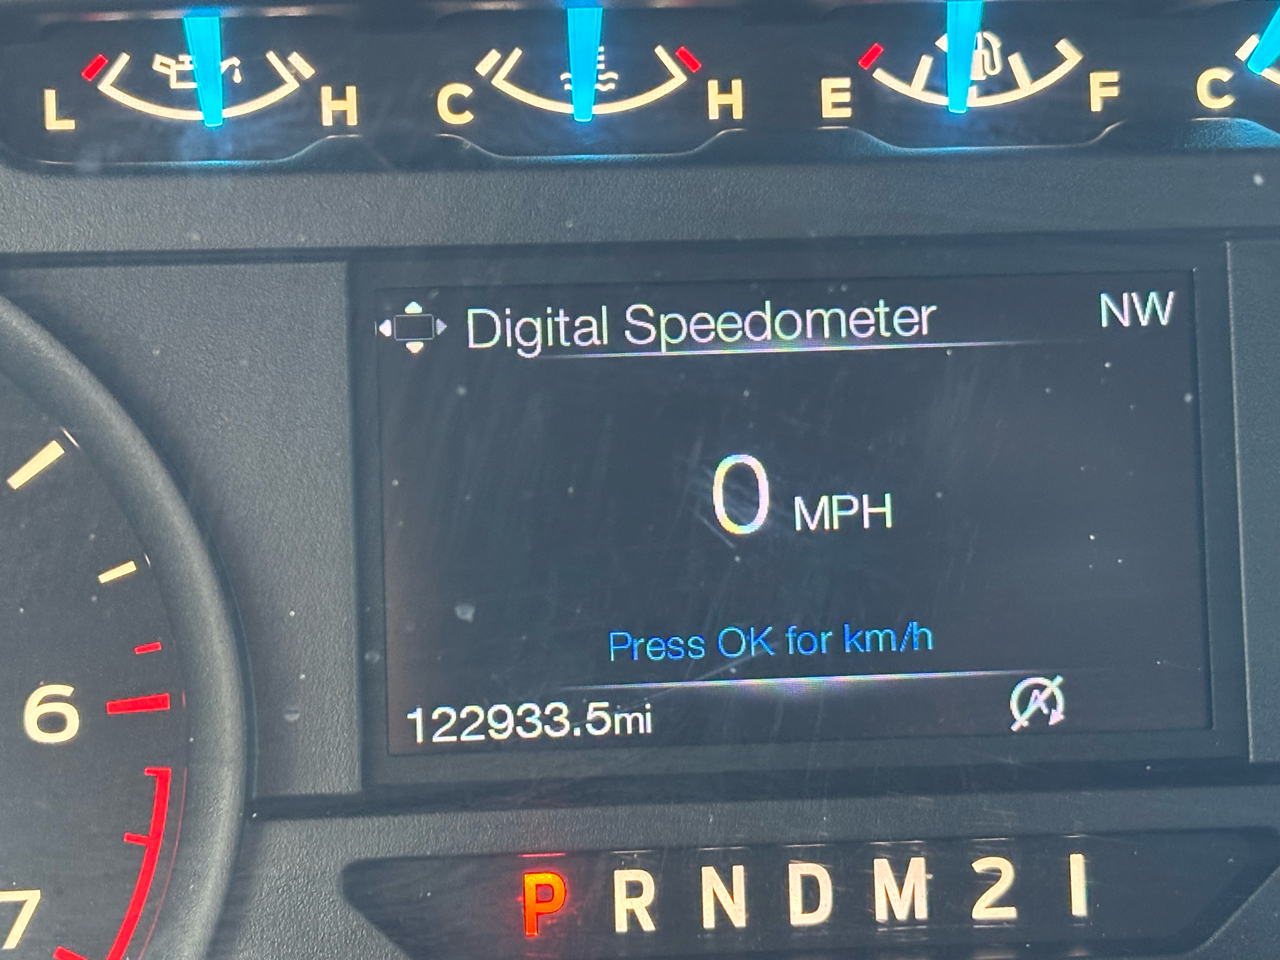 L H C H E F C
Digital Speedometer NW
0 MPH
Press OK for km/h
122933.5mi
6
7
P R N D M 2 1